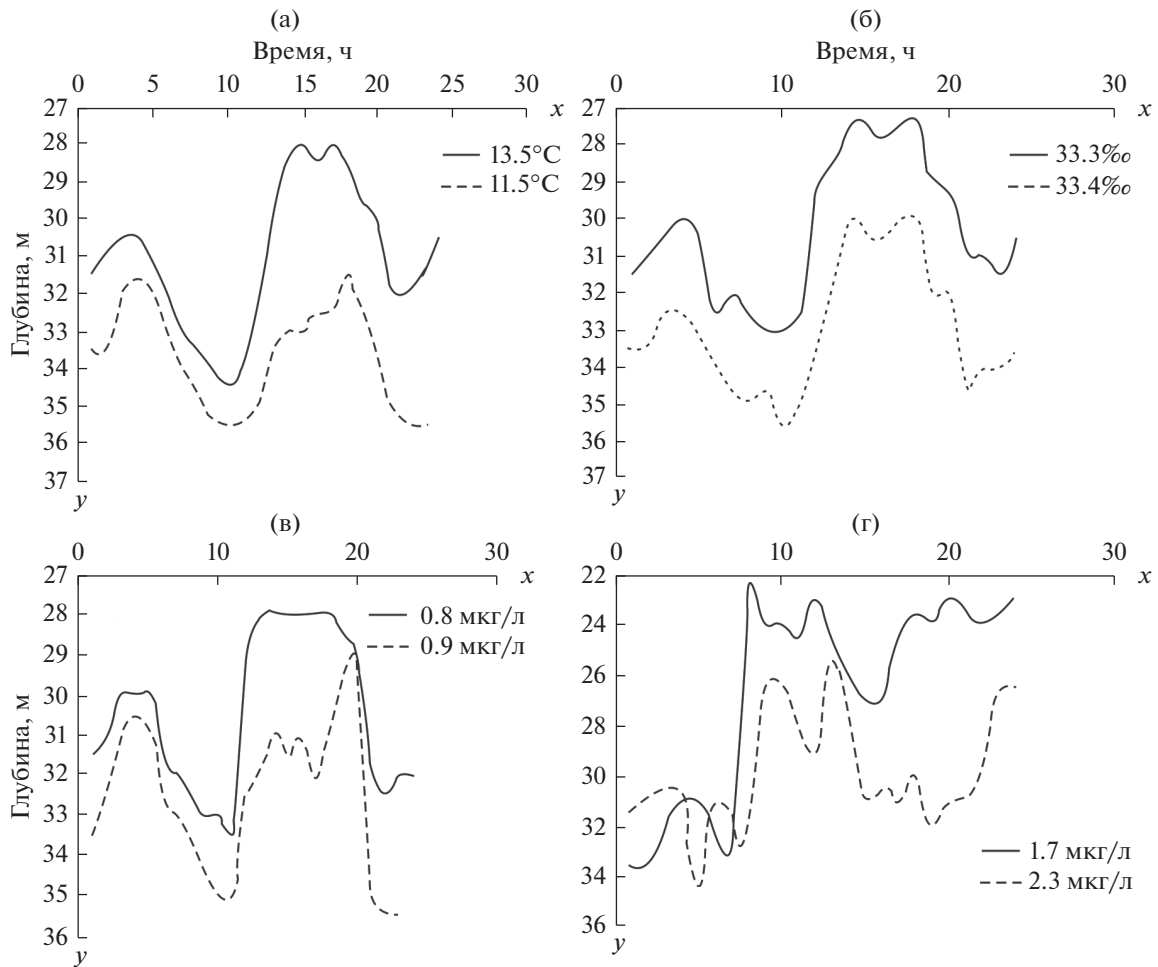 (а)
Время, ч
0 5 10 15 20 25 30
x
27
28
29
30
31
32
33
34
35
36
37
y
Глубина, м
13.5°C
11.5°C
(б)
Время, ч
0 10 20 30
x
27
28
29
30
31
32
33
34
35
36
37
y
33.3‰
33.4‰
(в)
0 10 20 30
x
27
28
29
30
31
32
33
34
35
36
y
Глубина, м
0.8 мкг/л
0.9 мкг/л
(г)
0 10 20 30
x
22
24
26
28
30
32
34
36
y
1.7 мкг/л
2.3 мкг/л